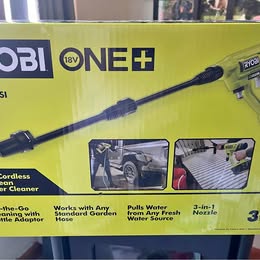 OBI 18V ONE+
RYOBI
SI
Cordless
ean
er Cleaner
-the-Go
eaning with
ttle Adaptor
Works with Any
Standard Garden
Hose
Pulls Water
from Any Fresh
Water Source
3-in-1
Nozzle
3